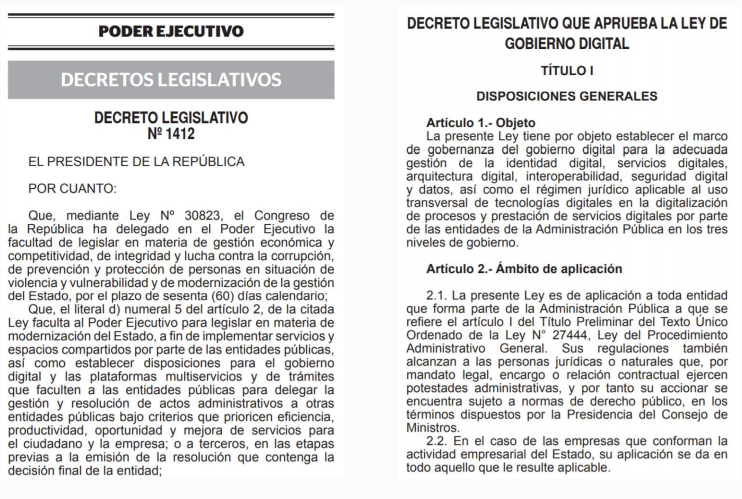 PODER EJECUTIVO
DECRETOS LEGISLATIVOS
DECRETO LEGISLATIVO
Nº 1412
EL PRESIDENTE DE LA REPÚBLICA
POR CUANTO:
Que, mediante Ley Nº 30823, el Congreso de
la República ha delegado en el Poder Ejecutivo la
facultad de legislar en materia de gestión económica y
competitividad, de integridad y lucha contra la corrupción,
de prevención y protección de personas en situación de
violencia y vulnerabilidad y de modernización de la gestión
del Estado, por el plazo de sesenta (60) días calendario;
Que, el literal d) numeral 5 del artículo 2, de la citada
Ley faculta al Poder Ejecutivo para legislar en materia de
modernización del Estado, a fin de implementar servicios y
espacios compartidos por parte de las entidades públicas,
así como establecer disposiciones para el gobierno
digital y las plataformas multiservicios y de trámites
que faculten a las entidades públicas para delegar la
gestión y resolución de actos administrativos a otras
entidades públicas bajo criterios que prioricen eficiencia,
productividad, oportunidad y mejora de servicios para
el ciudadano y la empresa; o a terceros, en las etapas
previas a la emisión de la resolución que contenga la
decisión final de la entidad;
DECRETO LEGISLATIVO QUE APRUEBA LA LEY DE
GOBIERNO DIGITAL
TÍTULO I
DISPOSICIONES GENERALES
Artículo 1.- Objeto
La presente Ley tiene por objeto establecer el marco
de gobernanza del gobierno digital para la adecuada
gestión de la identidad digital, servicios digitales,
arquitectura digital, interoperabilidad, seguridad digital
y datos, así como el régimen jurídico aplicable al uso
transversal de tecnologías digitales en la digitalización
de procesos y prestación de servicios digitales por parte
de las entidades de la Administración Pública en los tres
niveles de gobierno.
Artículo 2.- Ámbito de aplicación
2.1. La presente Ley es de aplicación a toda entidad
que forma parte de la Administración Pública a que se
refiere el artículo I del Título Preliminar del Texto Único
Ordenado de la Ley N° 27444, Ley del Procedimiento
Administrativo General. Sus regulaciones también
alcanzan a las personas jurídicas o naturales que, por
mandato legal, encargo o relación contractual ejercen
potestades administrativas, y por tanto su accionar se
encuentra sujeto a normas de derecho público, en los
términos dispuestos por la Presidencia del Consejo de
Ministros.
2.2. En el caso de las empresas que conforman la
actividad empresarial del Estado, su aplicación se da en
todo aquello que le resulte aplicable.